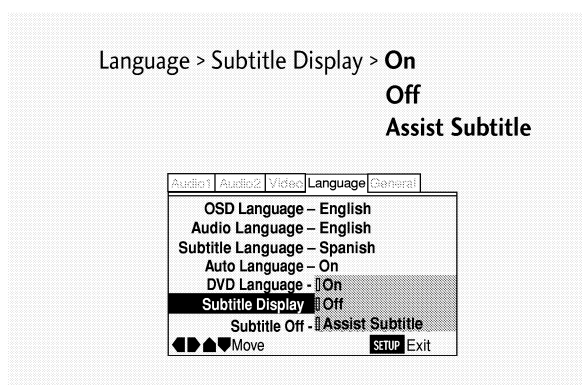 Language > Subtitle Display > On
Off
Assist Subtitle
Audio1 Audio2 Video Language General
OSD Language – English
Audio Language – English
Subtitle Language – Spanish
Auto Language – On
DVD Language - On
Subtitle Display Off
Subtitle Off - Assist Subtitle
Move SETUP Exit